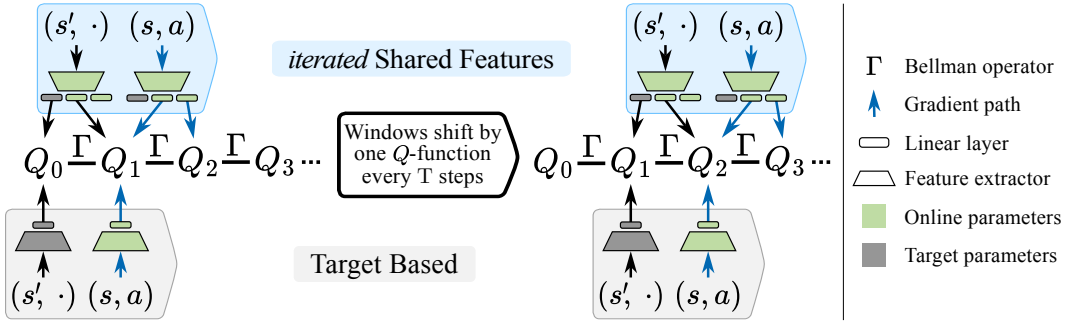 (s′, ·) (s, a)
iterated Shared Features
Q₀ Γ Q₁ Γ Q₂ Γ Q₃ ...
Windows shift by
one Q-function
every T steps
Target Based
(s′, ·) (s, a)
(s′, ·) (s, a)
Q₀ Γ Q₁ Γ Q₂ Γ Q₃ ...
(s′, ·) (s, a)
Γ Bellman operator
Gradient path
Linear layer
Feature extractor
Online parameters
Target parameters